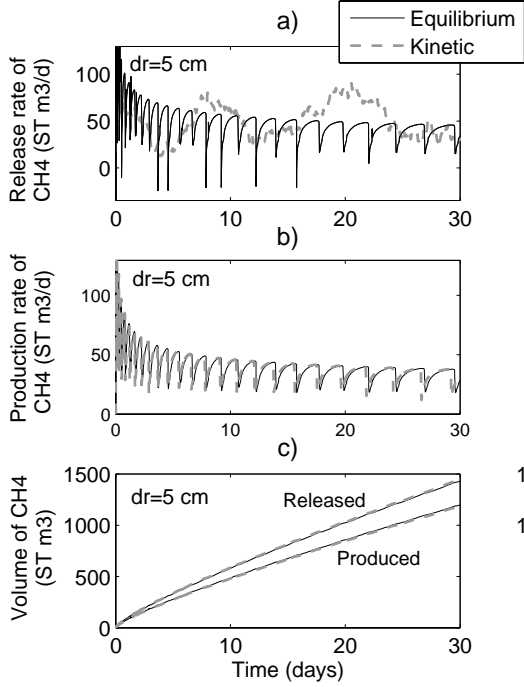 a)
Equilibrium
Kinetic
dr=5 cm
Release rate of
CH4 (ST m3/d)
100
50
0
0
10
20
30
b)
dr=5 cm
Production rate of
CH4 (ST m3/d)
100
50
0
0
10
20
30
c)
dr=5 cm
Released
Produced
Volume of CH4
(ST m3)
1500
1000
500
0
0
10
20
30
Time (days)
1
1